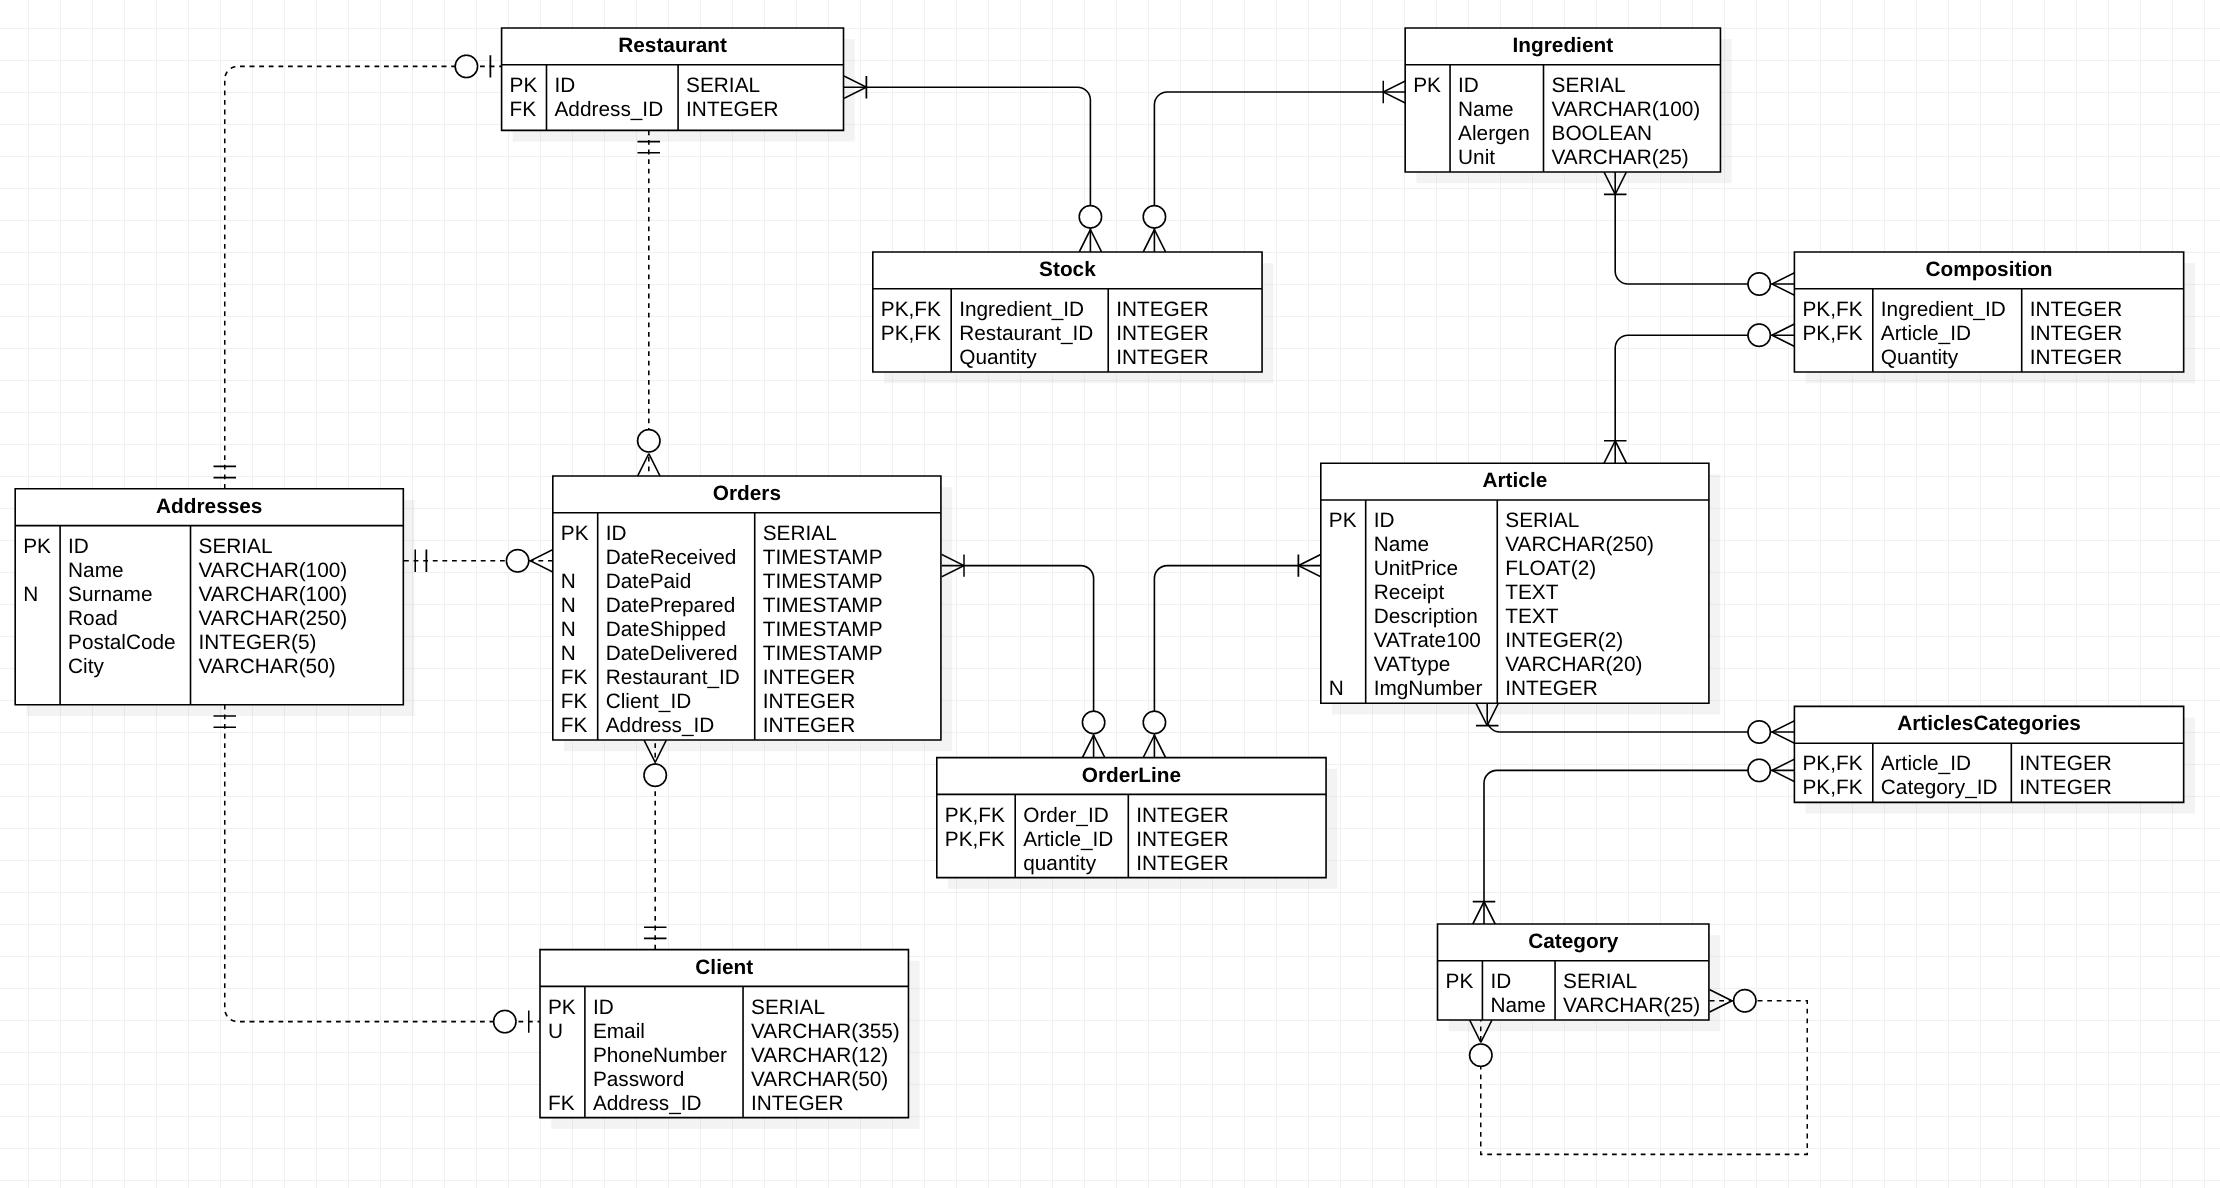 Restaurant
PK ID SERIAL
FK Address_ID INTEGER
Ingredient
PK ID SERIAL
Name VARCHAR(100)
Alergen BOOLEAN
Unit VARCHAR(25)
Stock
PK,FK Ingredient_ID INTEGER
PK,FK Restaurant_ID INTEGER
Quantity INTEGER
Composition
PK,FK Ingredient_ID INTEGER
PK,FK Article_ID INTEGER
Quantity INTEGER
Addresses
PK ID SERIAL
Name VARCHAR(100)
N Surname VARCHAR(100)
Road VARCHAR(250)
PostalCode INTEGER(5)
City VARCHAR(50)
Orders
PK ID SERIAL
DateReceived TIMESTAMP
N DatePaid TIMESTAMP
N DatePrepared TIMESTAMP
N DateShipped TIMESTAMP
N DateDelivered TIMESTAMP
FK Restaurant_ID INTEGER
FK Client_ID INTEGER
FK Address_ID INTEGER
Article
PK ID SERIAL
Name VARCHAR(250)
UnitPrice FLOAT(2)
Receipt TEXT
Description TEXT
VATrate100 INTEGER(2)
VATtype VARCHAR(20)
N ImgNumber INTEGER
ArticlesCategories
PK,FK Article_ID INTEGER
PK,FK Category_ID INTEGER
OrderLine
PK,FK Order_ID INTEGER
PK,FK Article_ID INTEGER
quantity INTEGER
Client
PK ID SERIAL
U Email VARCHAR(355)
PhoneNumber VARCHAR(12)
Password VARCHAR(50)
FK Address_ID INTEGER
Category
PK ID SERIAL
Name VARCHAR(25)